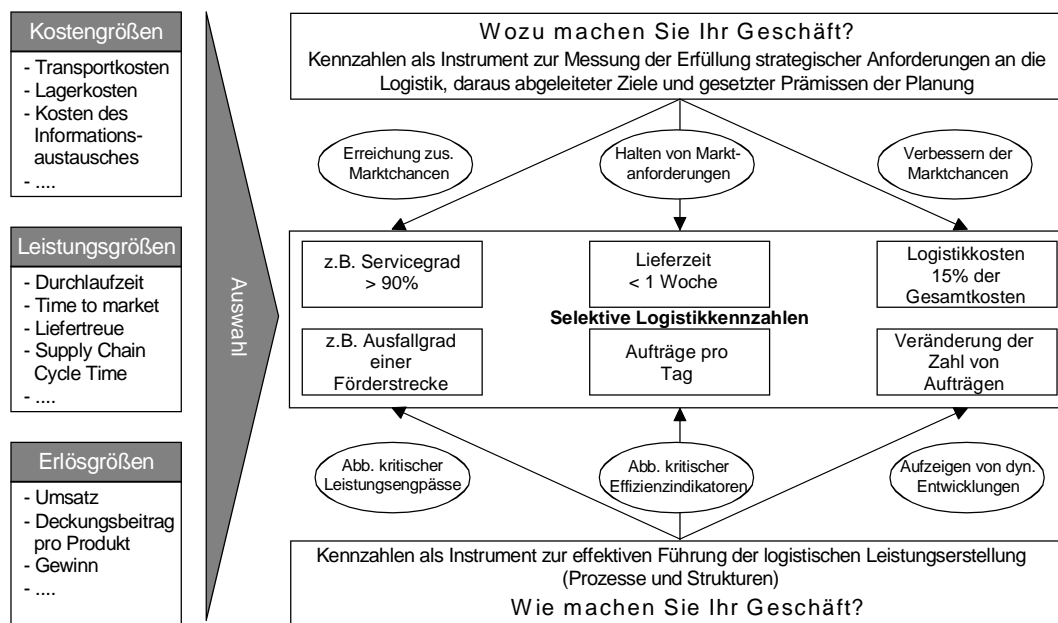 Kostengrößen
- Transportkosten
- Lagerkosten
- Kosten des
Informations-
austausches
- ....
Leistungsgrößen
- Durchlaufzeit
- Time to market
- Liefertreue
- Supply Chain
Cycle Time
- ....
Erlösgrößen
- Umsatz
- Deckungsbeitrag
pro Produkt
- Gewinn
- ....
Auswahl
Wozu machen Sie Ihr Geschäft?
Kennzahlen als Instrument zur Messung der Erfüllung strategischer Anforderungen an die
Logistik, daraus abgeleiteter Ziele und gesetzter Prämissen der Planung
Erreichung zus.
Marktchancen
Halten von Markt-
anforderungen
Verbessern der
Marktchancen
z.B. Servicegrad
> 90%
Lieferzeit
< 1 Woche
Logistikkosten
15% der
Gesamtkosten
Selektive Logistikkennzahlen
z.B. Ausfallgrad
einer
Förderstrecke
Aufträge pro
Tag
Veränderung der
Zahl von
Aufträgen
Abb. kritischer
Leistungsengpässe
Abb. kritischer
Effizienzindikatoren
Aufzeigen von dyn.
Entwicklungen
Kennzahlen als Instrument zur effektiven Führung der logistischen Leistungserstellung
(Prozesse und Strukturen)
Wie machen Sie Ihr Geschäft?